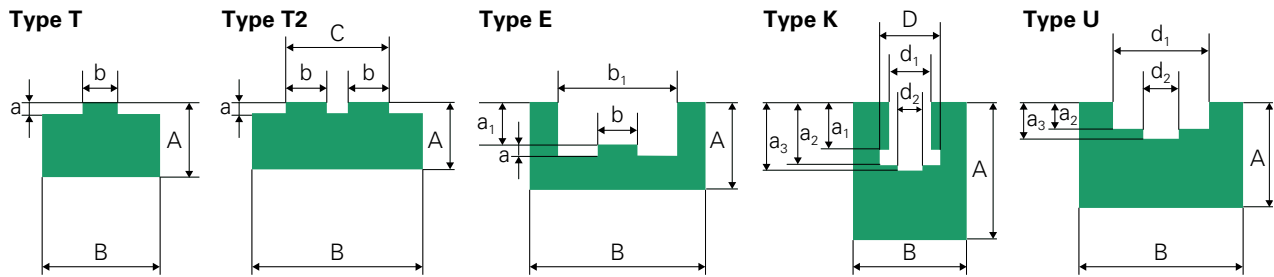 Type T
Type T2
Type E
Type K
Type U
b
a
A
B
C
b
b
a
A
B
b₁
b
a₁
a
A
B
D
d₁
d₂
a₁
a₂
a₃
A
B
d₁
d₂
a₂
a₃
A
B